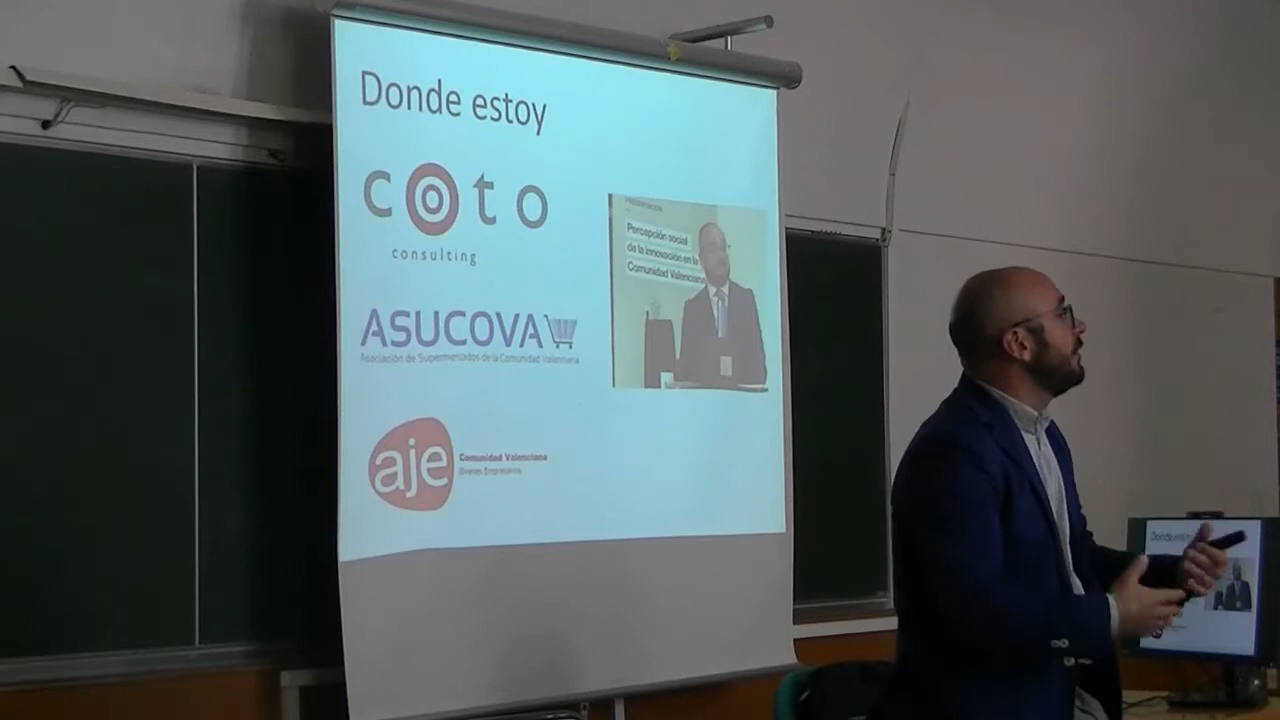 Donde estoy
coto
consulting
ASUCOVA
Asociación de Supermercados de la Comunidad Valenciana
aje
Comunidad Valenciana
Jóvenes Empresarios
Percepción social
de la innovación en la
Comunidad Valenciana
Donde